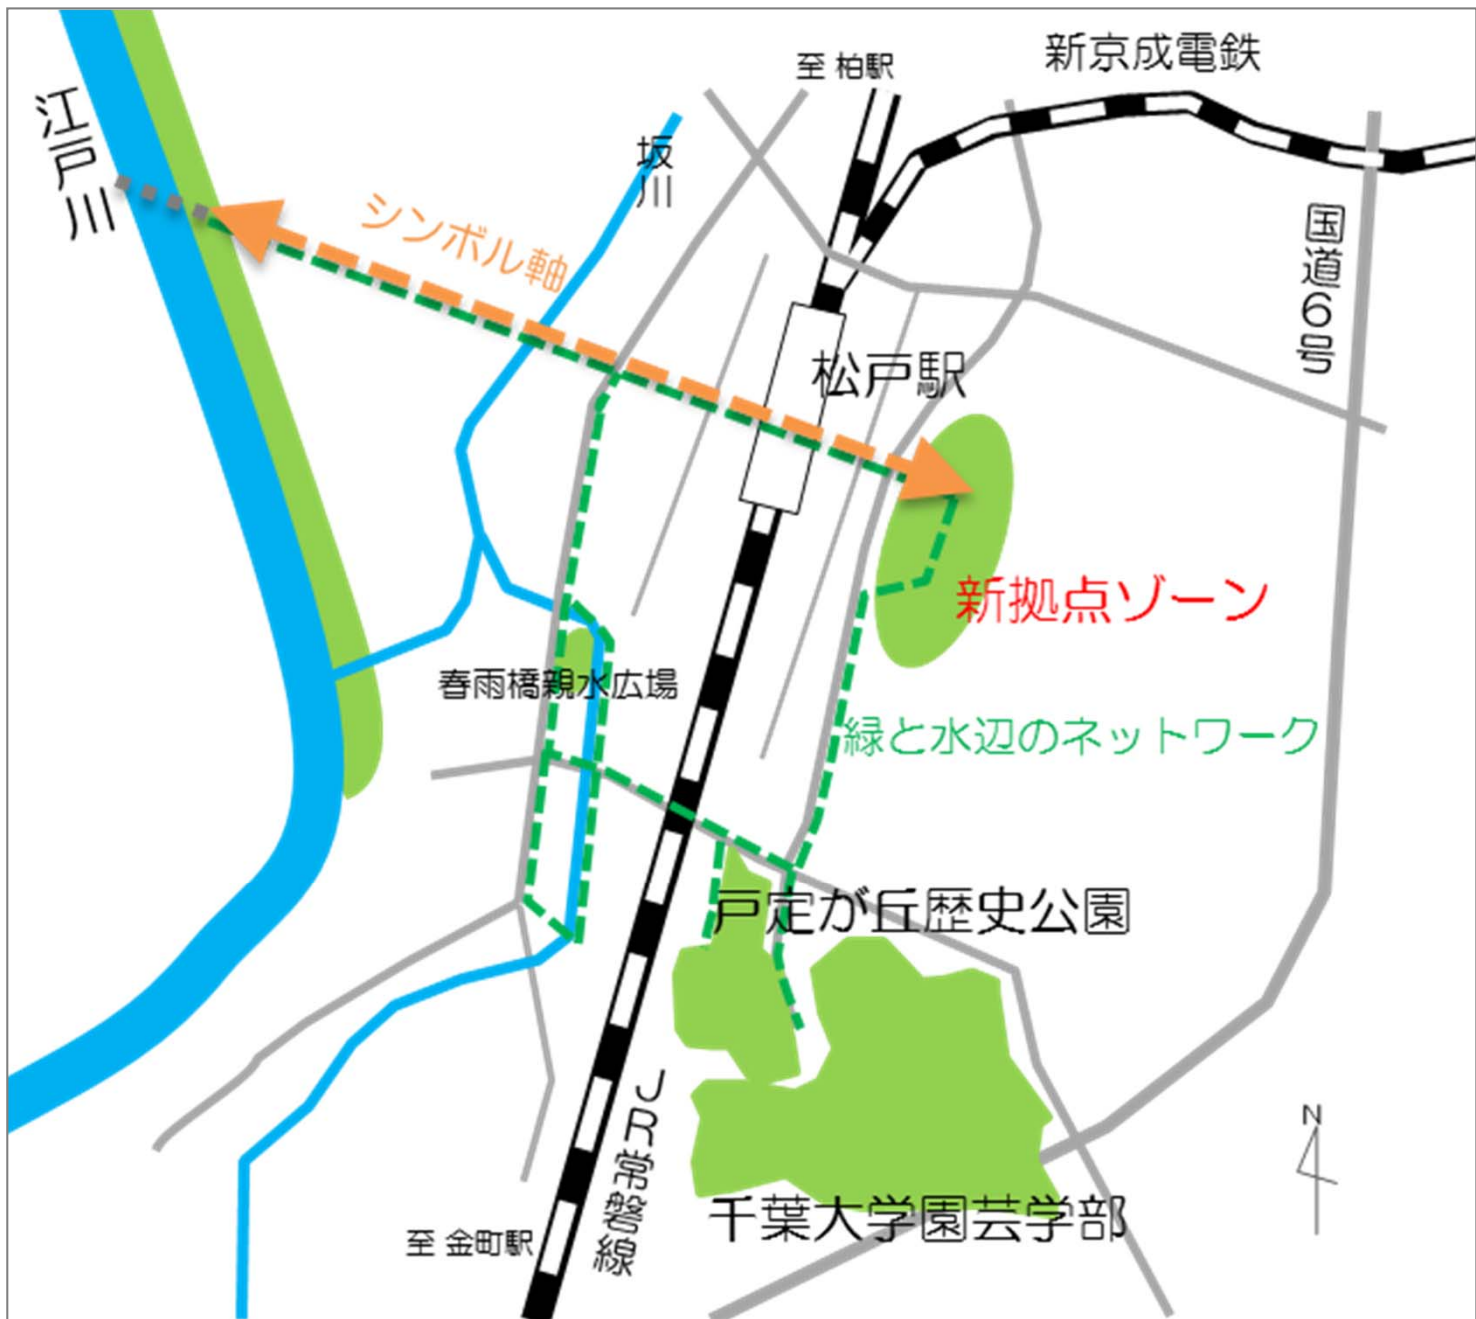 至 柏駅
新京成電鉄
江戸川
坂川
シンボル軸
国道6号
松戸駅
新拠点ゾーン
春雨橋親水広場
緑と水辺のネットワーク
戸定が丘歴史公園
JR常磐線
N
千葉大学園芸学部
至 金町駅